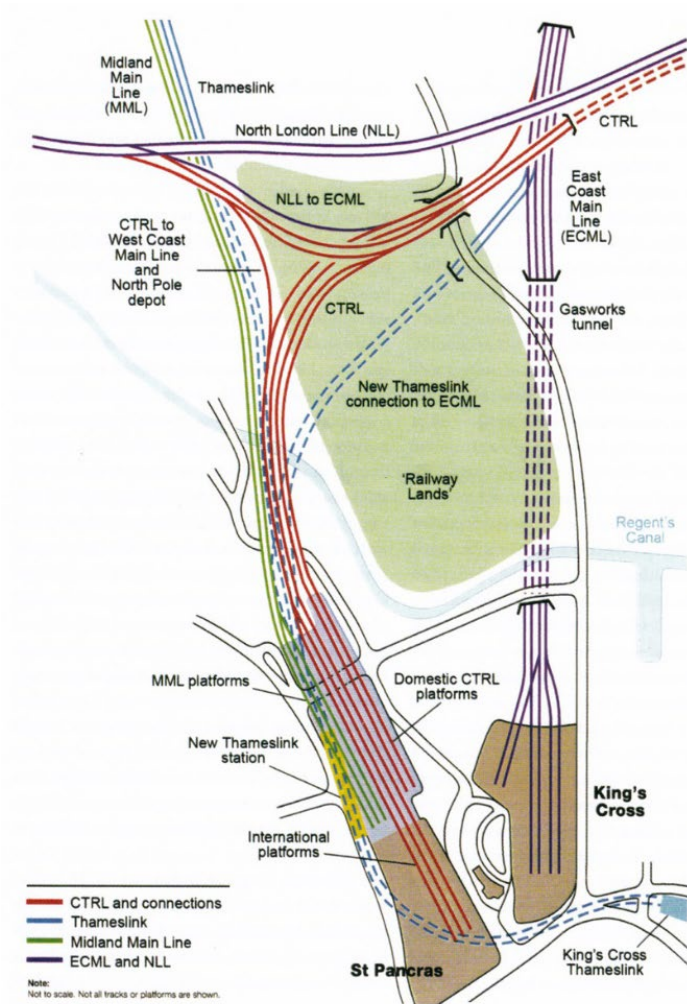 Midland
Main
Line
(MML)
Thameslink
North London Line (NLL)
CTRL
NLL to ECML
East
Coast
Main
Line
(ECML)
CTRL to
West Coast
Main Line
and
North Pole
depot
CTRL
Gasworks
tunnel
New Thameslink
connection to ECML
'Railway
Lands'
Regent's
Canal
MML platforms
Domestic CTRL
platforms
New Thameslink
station
King's
Cross
International
platforms
CTRL and connections
Thameslink
Midland Main Line
ECML and NLL
St Pancras
King's Cross
Thameslink
Note:
Not to scale. Not all tracks or platforms are shown.